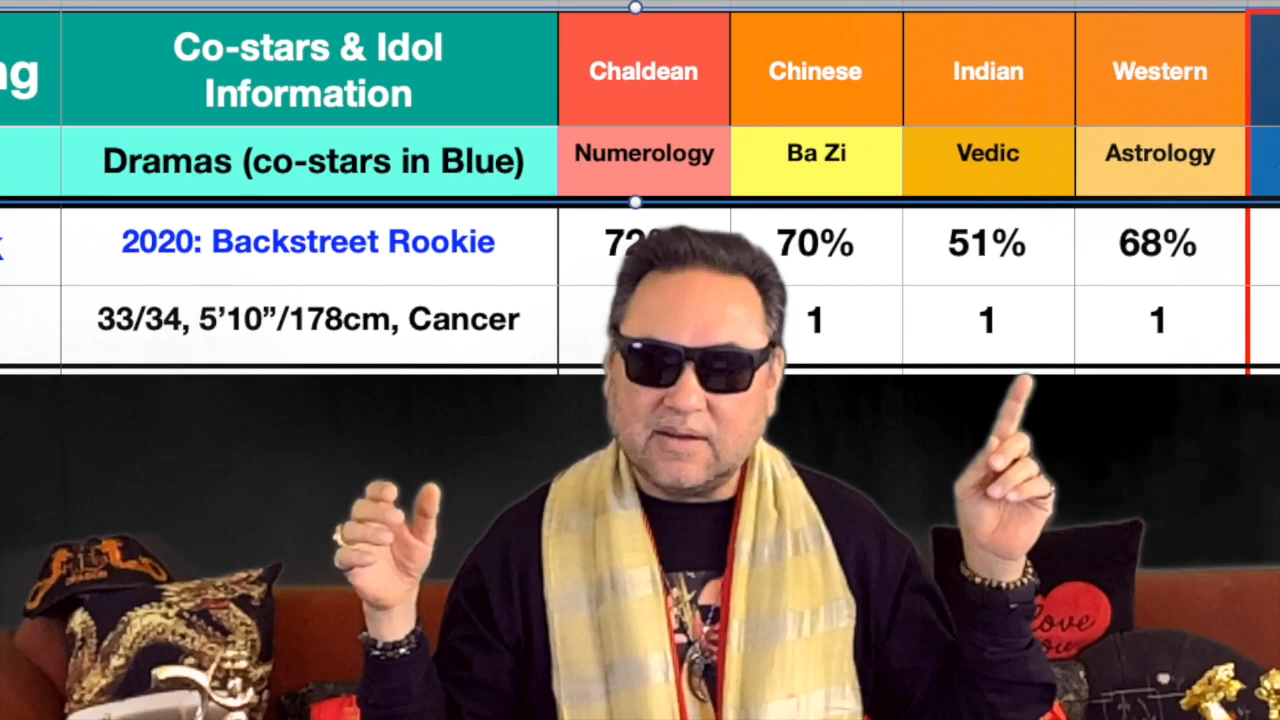 Co-stars & Idol
Information
Chaldean
Chinese
Indian
Western
Dramas (co-stars in Blue)
Numerology
Ba Zi
Vedic
Astrology
2020: Backstreet Rookie
70%
51%
68%
33/34, 5’10”/178cm, Cancer
1
1
1
love